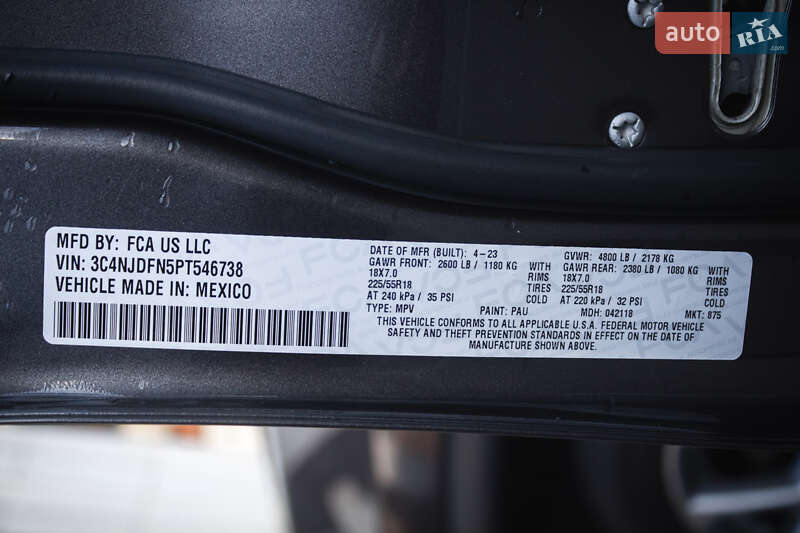 auto RIA
.com
MFD BY: FCA US LLC
VIN: 3C4NJDFN5PT546738
VEHICLE MADE IN: MEXICO
DATE OF MFR (BUILT): 4-23 GVWR: 4800 LB / 2178 KG
GAWR FRONT: 2600 LB / 1180 KG GAWR REAR: 2380 LB / 1080 KG
18X7.0 RIMS 18X7.0 RIMS
225/55R18 TIRES 225/55R18 TIRES
AT 240 kPa / 35 PSI COLD AT 220 kPa / 32 PSI COLD
TYPE: MPV PAINT: PAU MDH: 042118 MKT: 875
THIS VEHICLE CONFORMS TO ALL APPLICABLE U.S.A. FEDERAL MOTOR VEHICLE
SAFETY AND THEFT PREVENTION STANDARDS IN EFFECT ON THE DATE OF
MANUFACTURE SHOWN ABOVE.